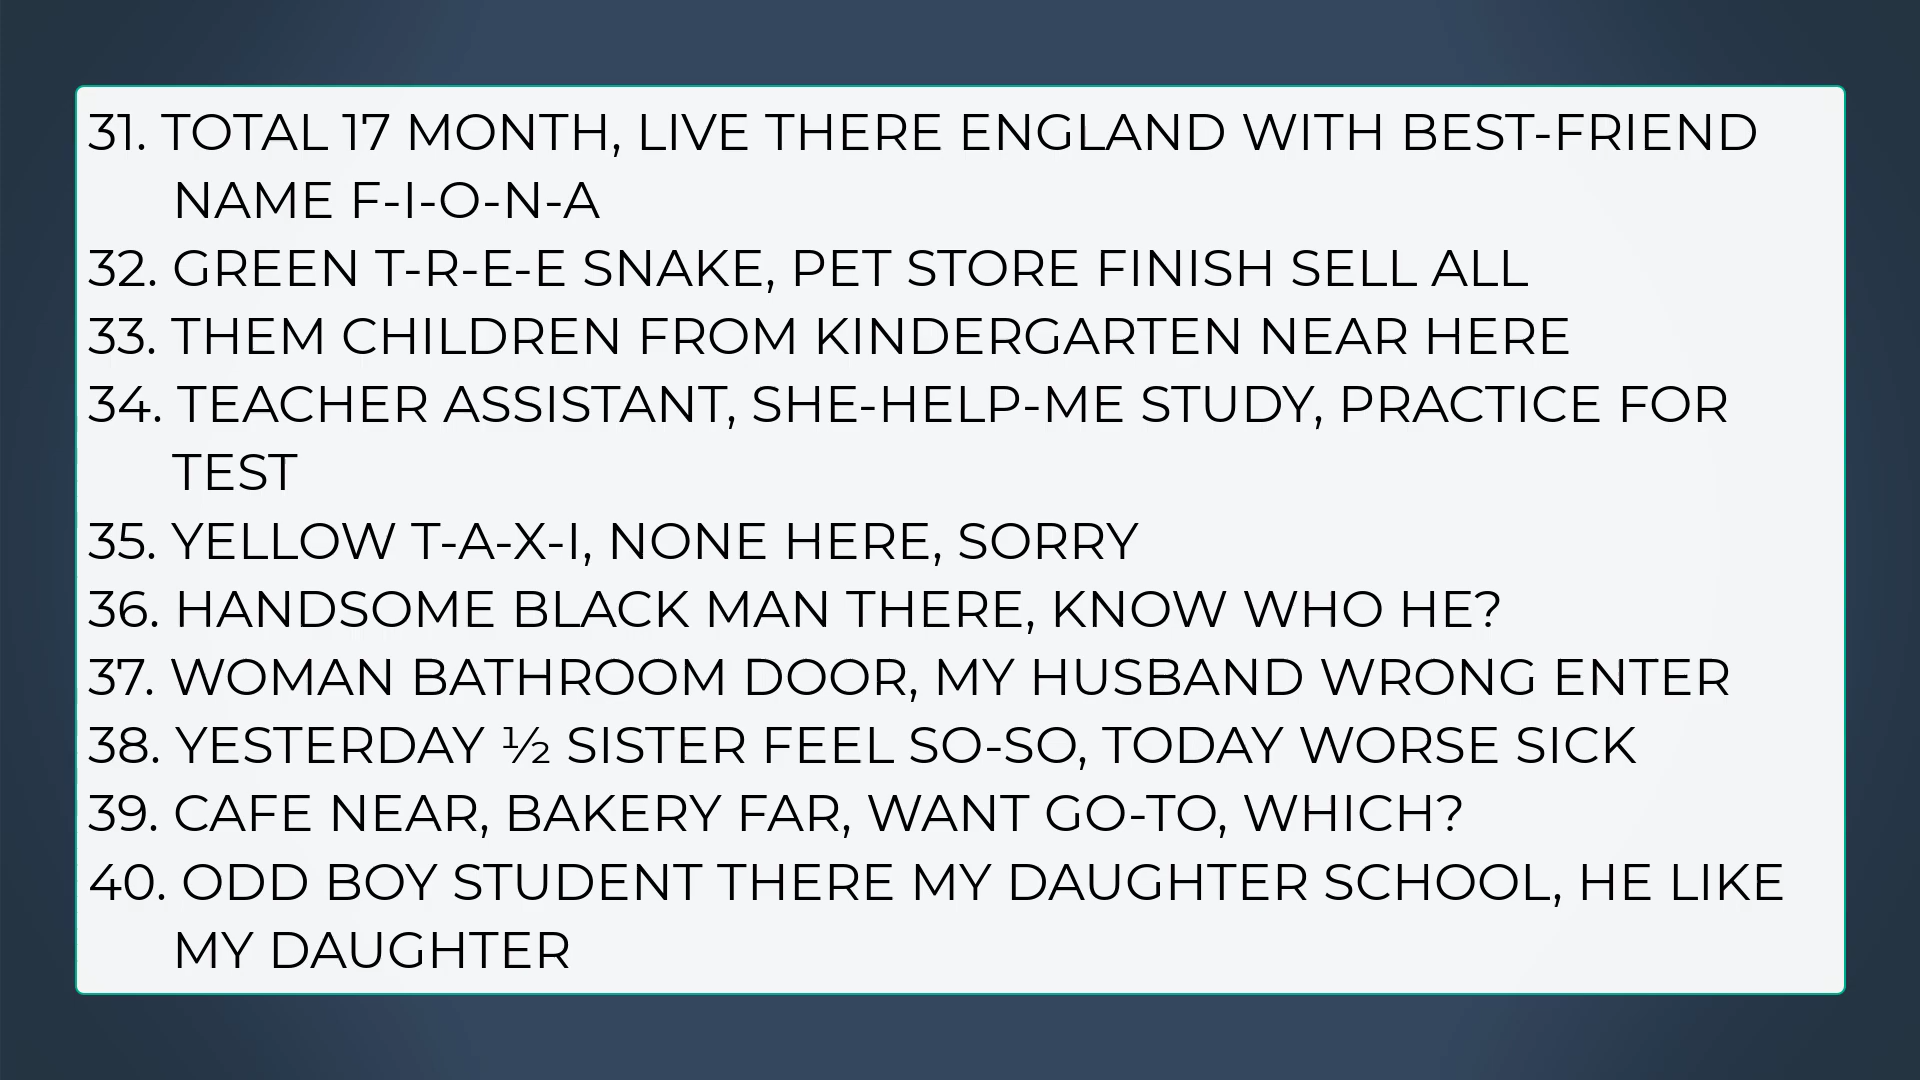 31. TOTAL 17 MONTH, LIVE THERE ENGLAND WITH BEST-FRIEND
NAME F-I-O-N-A
32. GREEN T-R-E-E SNAKE, PET STORE FINISH SELL ALL
33. THEM CHILDREN FROM KINDERGARTEN NEAR HERE
34. TEACHER ASSISTANT, SHE-HELP-ME STUDY, PRACTICE FOR
TEST
35. YELLOW T-A-X-I, NONE HERE, SORRY
36. HANDSOME BLACK MAN THERE, KNOW WHO HE?
37. WOMAN BATHROOM DOOR, MY HUSBAND WRONG ENTER
38. YESTERDAY ½ SISTER FEEL SO-SO, TODAY WORSE SICK
39. CAFE NEAR, BAKERY FAR, WANT GO-TO, WHICH?
40. ODD BOY STUDENT THERE MY DAUGHTER SCHOOL, HE LIKE
MY DAUGHTER